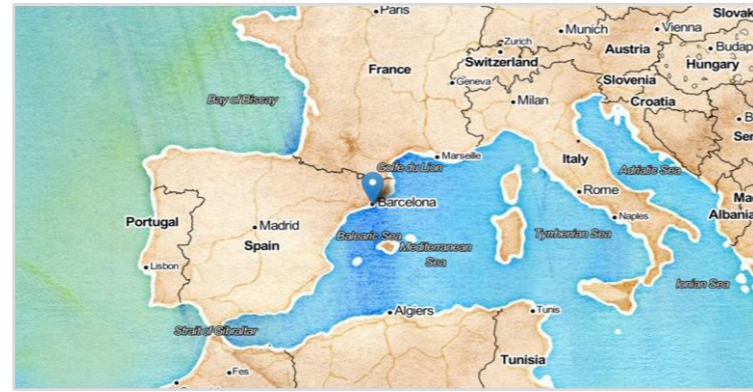 Paris
Slovak
Munich
Vienna
Zurich
Austria
Budap
Switzerland
Hungary
France
Geneva
Slovenia
Milan
Croatia
Bay of Biscay
Marseille
Italy
Golfe du Lion
Adriatic Sea
Rome
Barcelona
Portugal
Madrid
Naples
Albania
Spain
Balearic Sea
Mediterranean
Sea
Tyrrhenian Sea
Lisbon
Ionian Sea
Algiers
Tunis
Strait of Gibraltar
Tunisia
Fes